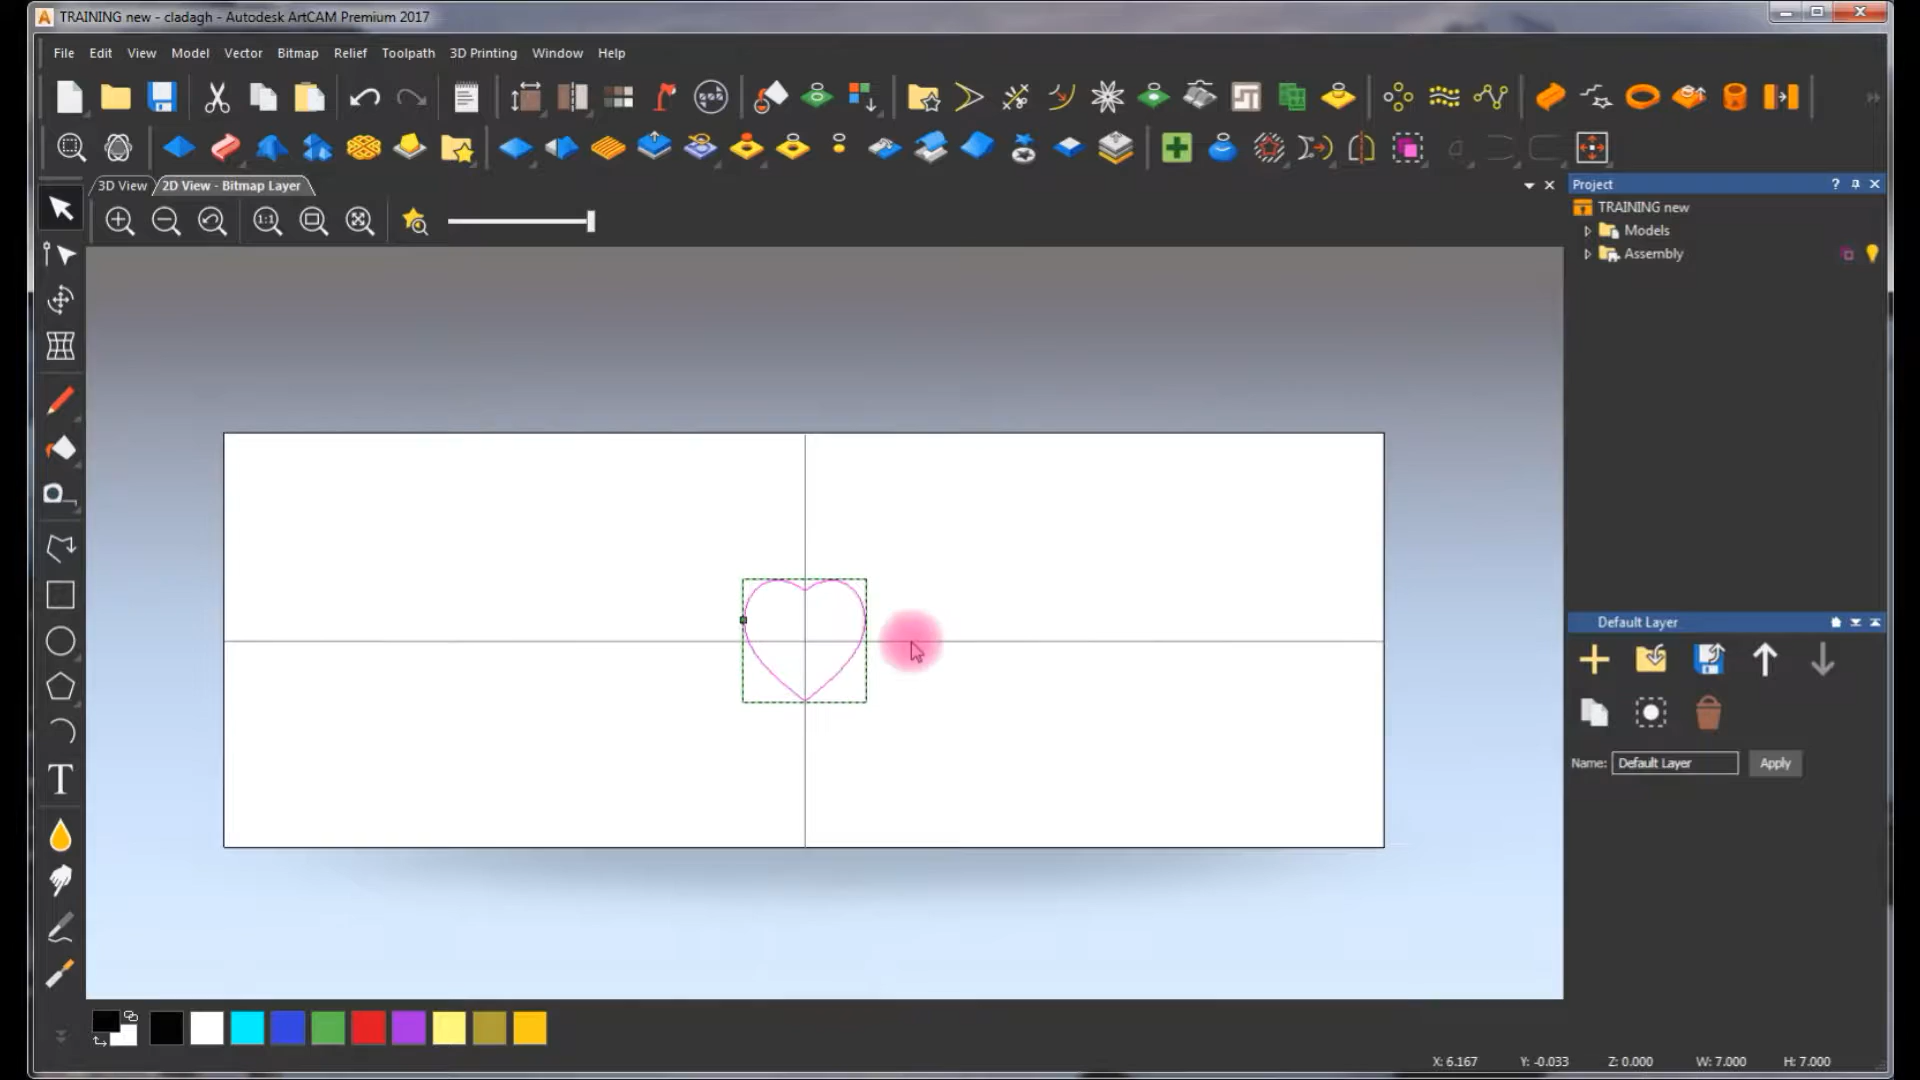 TRAINING new - cladagh - Autodesk ArtCAM Premium 2017
File Edit View Model Vector Bitmap Relief Toolpath 3D Printing Window Help
3D View 2D View - Bitmap Layer
1:1
Project
TRAINING new
Models
Assembly
Default Layer
Name: Default Layer Apply
T
X: 6.167 Y: -0.033 Z: 0.000 W: 7.000 H: 7.000